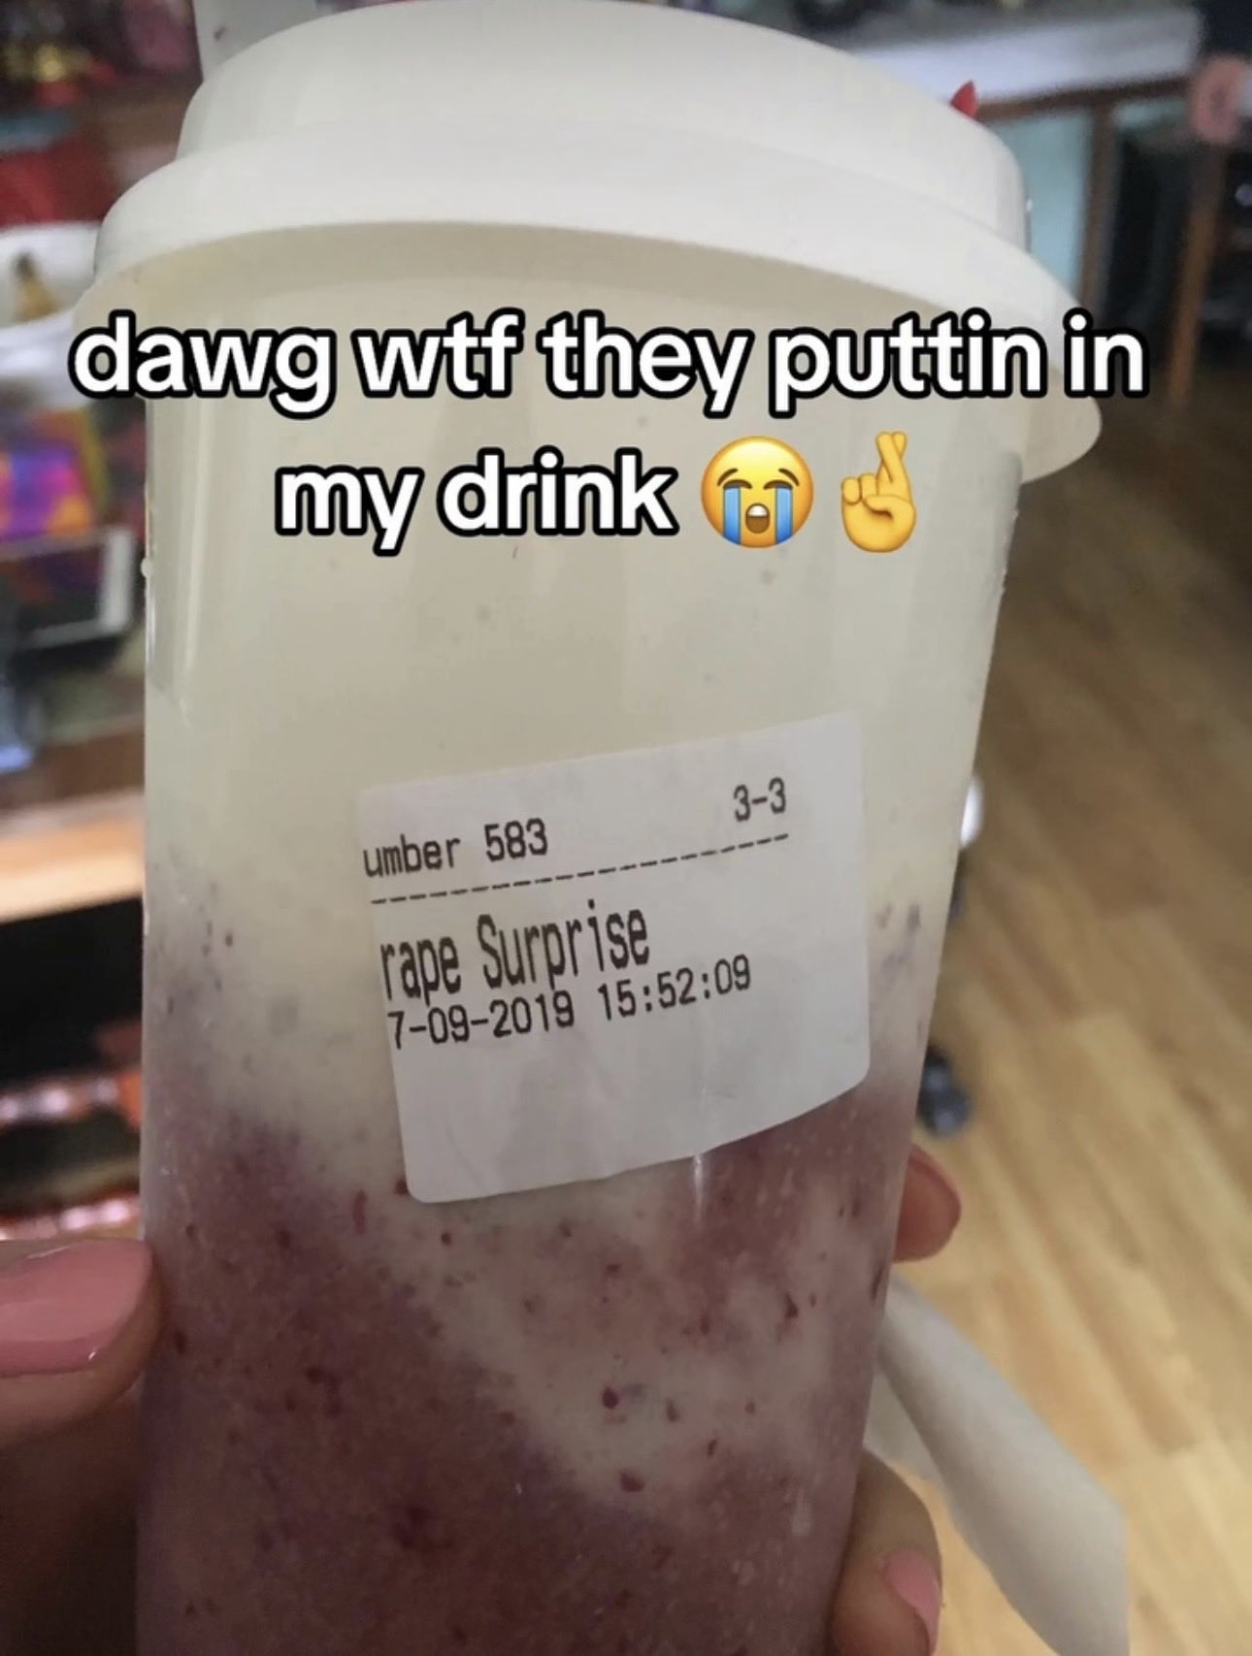 dawg wtf they puttin in
my drink 😭🤞
umber 583 3-3
rape Surprise
7-09-2019 15:52:09